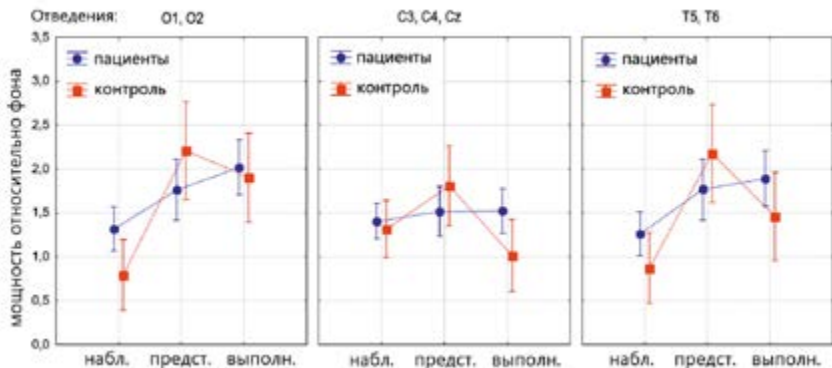 Отведения: O1, O2 C3, C4, Cz T5, T6
мощность относительно фона
3,5
3,0
2,5
2,0
1,5
1,0
0,5
0,0
пациенты
контроль
набл. предст. выполн.
пациенты
контроль
набл. предст. выполн.
пациенты
контроль
набл. предст. выполн.